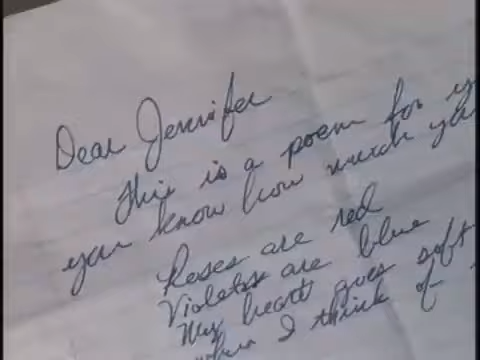 Dear Jennifer
This is a poem for
you know how much
Roses are red
Violets are blue
My heart goes soft
I think of